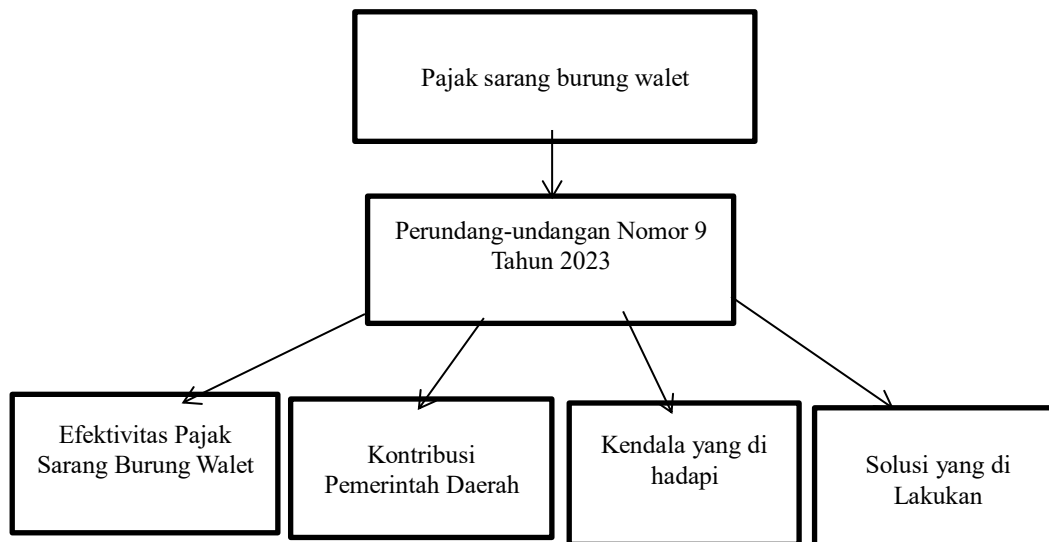 Pajak sarang burung walet
Perundang-undangan Nomor 9
Tahun 2023
Efektivitas Pajak
Sarang Burung Walet
Kontribusi
Pemerintah Daerah
Kendala yang di
hadapi
Solusi yang di
Lakukan